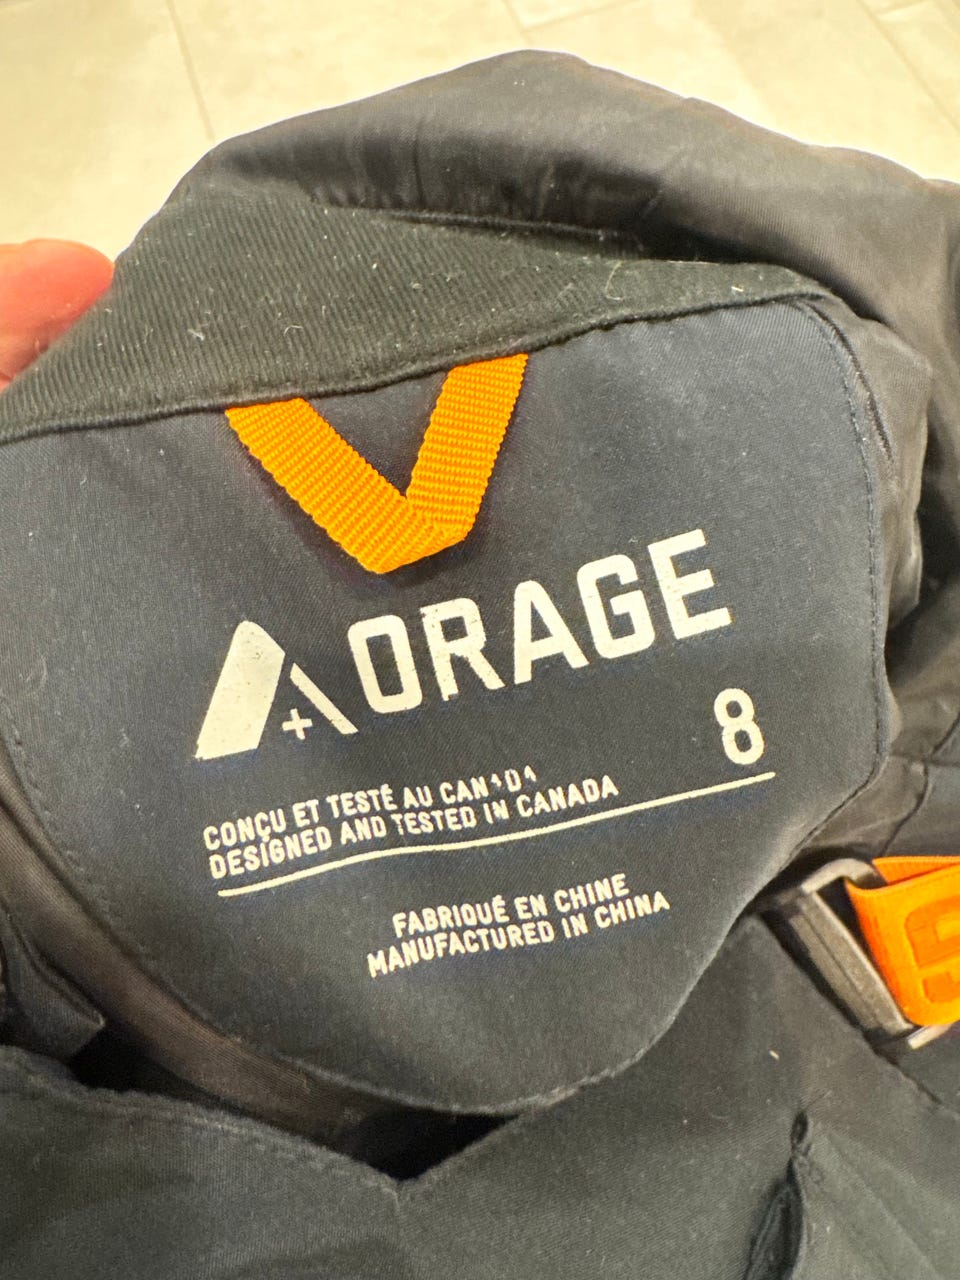 ORAGE
8
CONÇU ET TESTÉ AU CANADA
DESIGNED AND TESTED IN CANADA
FABRIQUÉ EN CHINE
MANUFACTURED IN CHINA